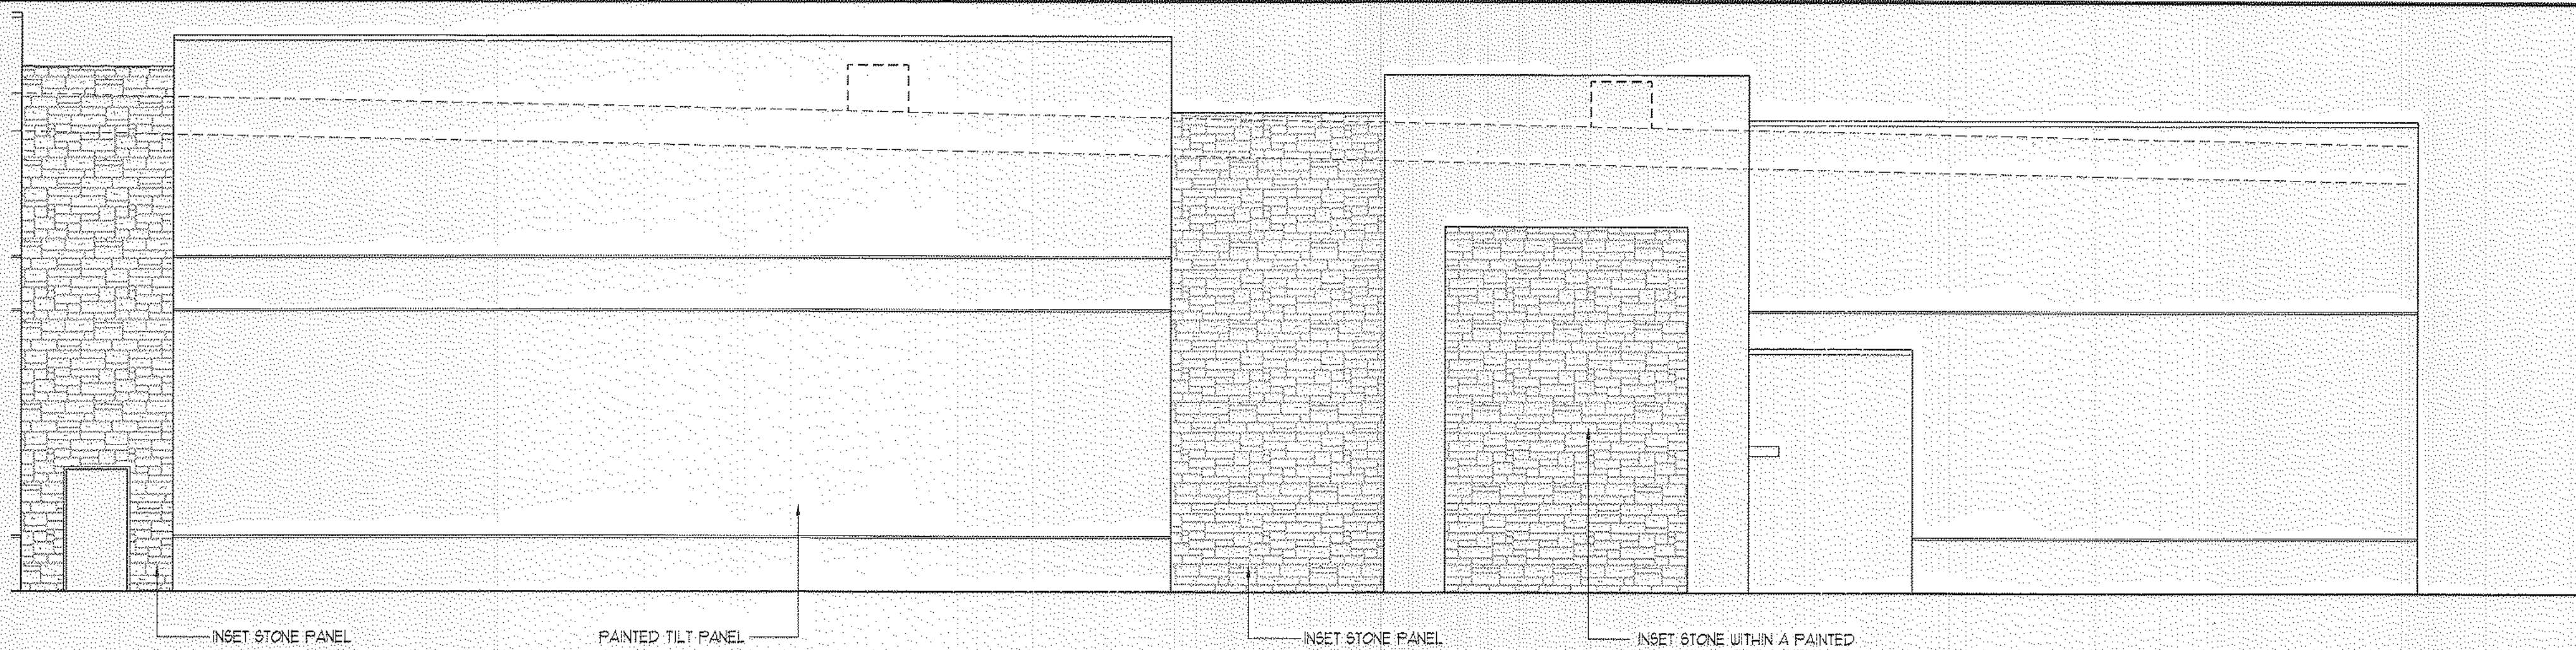 INSET STONE PANEL
PAINTED TILT PANEL
INSET STONE PANEL
INSET STONE WITHIN A PAINTED